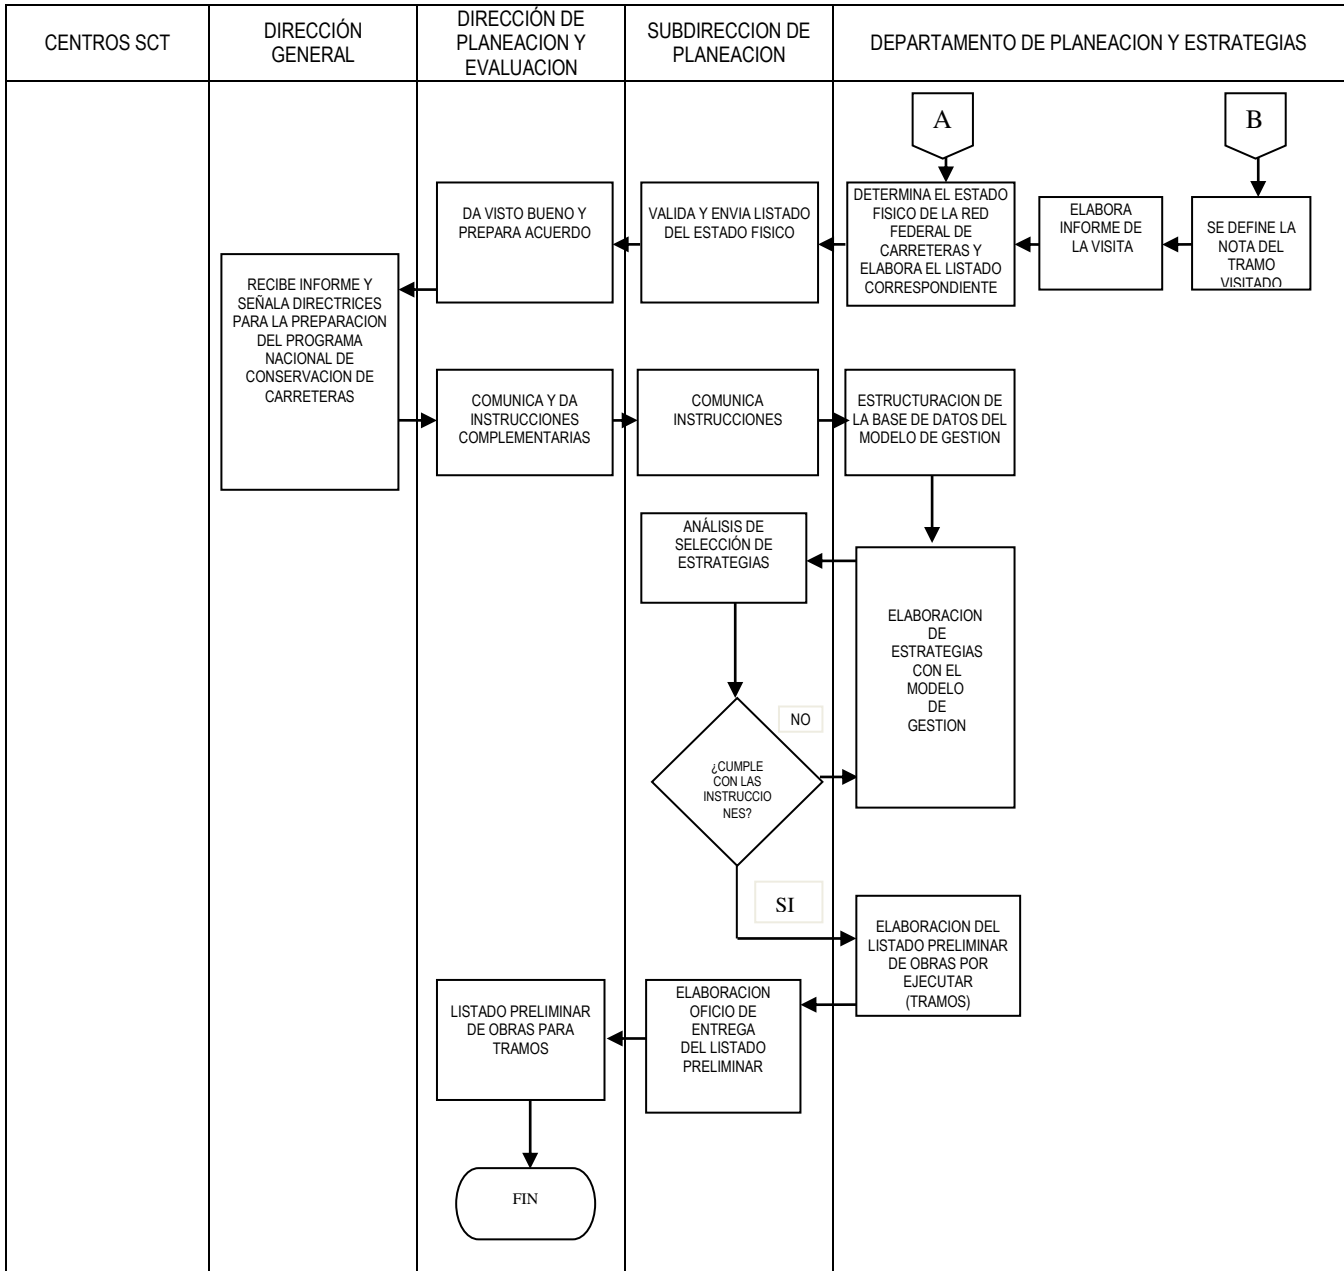 CENTROS SCT
DIRECCIÓN
GENERAL
DIRECCIÓN DE
PLANEACION Y
EVALUACION
SUBDIRECCION DE
PLANEACION
DEPARTAMENTO DE PLANEACION Y ESTRATEGIAS
A
B
DA VISTO BUENO Y
PREPARA ACUERDO
VALIDA Y ENVIA LISTADO
DEL ESTADO FISICO
DETERMINA EL ESTADO
FISICO DE LA RED
FEDERAL DE
CARRETERAS Y
ELABORA EL LISTADO
CORRESPONDIENTE
ELABORA
INFORME DE
LA VISITA
SE DEFINE LA
NOTA DEL
TRAMO
VISITADO
RECIBE INFORME Y
SEÑALA DIRECTRICES
PARA LA PREPARACION
DEL PROGRAMA
NACIONAL DE
CONSERVACION DE
CARRETERAS
COMUNICA Y DA
INSTRUCCIONES
COMPLEMENTARIAS
COMUNICA
INSTRUCCIONES
ESTRUCTURACION DE
LA BASE DE DATOS DEL
MODELO DE GESTION
ANÁLISIS DE
SELECCIÓN DE
ESTRATEGIAS
ELABORACION
DE
ESTRATEGIAS
CON EL
MODELO
DE
GESTION
NO
¿CUMPLE
CON LAS
INSTRUCCIO
NES?
SI
ELABORACION DEL
LISTADO PRELIMINAR
DE OBRAS POR
EJECUTAR
(TRAMOS)
ELABORACION
OFICIO DE
ENTREGA
DEL LISTADO
PRELIMINAR
LISTADO PRELIMINAR
DE OBRAS PARA
TRAMOS
FIN